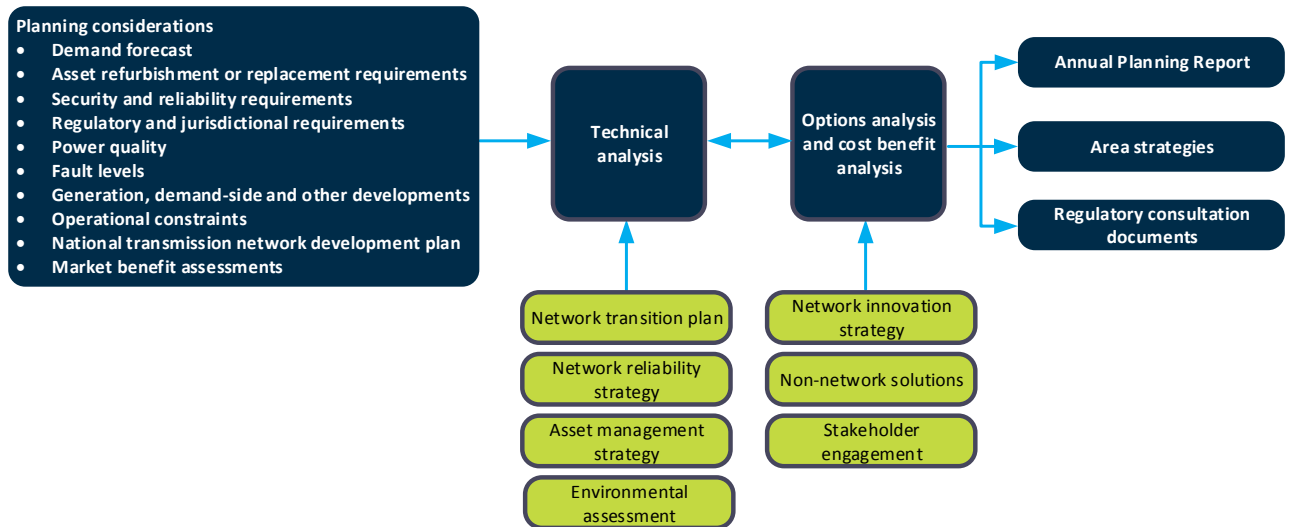 Planning considerations
• Demand forecast
• Asset refurbishment or replacement requirements
• Security and reliability requirements
• Regulatory and jurisdictional requirements
• Power quality
• Fault levels
• Generation, demand-side and other developments
• Operational constraints
• National transmission network development plan
• Market benefit assessments
Technical
analysis
Options analysis
and cost benefit
analysis
Annual Planning Report
Area strategies
Regulatory consultation
documents
Network transition plan
Network reliability
strategy
Asset management
strategy
Environmental
assessment
Network innovation
strategy
Non-network solutions
Stakeholder
engagement